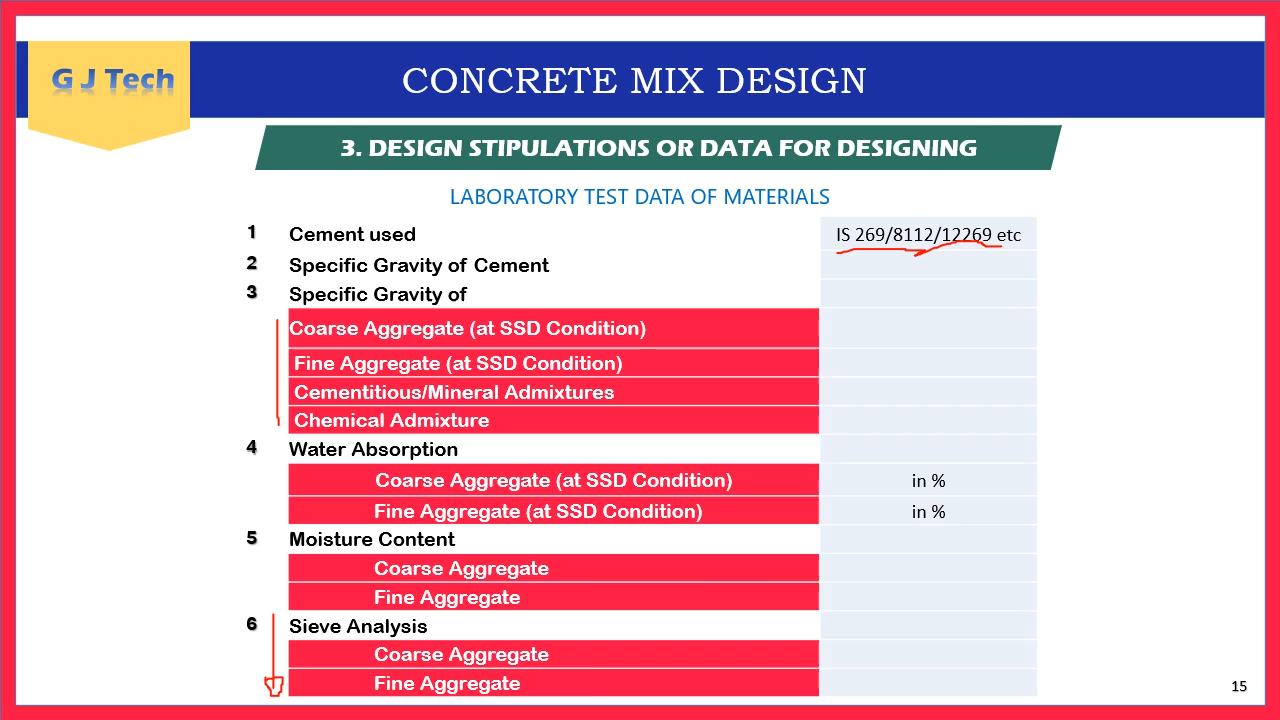 G J Tech
CONCRETE MIX DESIGN
3. DESIGN STIPULATIONS OR DATA FOR DESIGNING
LABORATORY TEST DATA OF MATERIALS
1 Cement used IS 269/8112/12269 etc
2 Specific Gravity of Cement
3 Specific Gravity of
Coarse Aggregate (at SSD Condition)
Fine Aggregate (at SSD Condition)
Cementitious/Mineral Admixtures
Chemical Admixture
4 Water Absorption
Coarse Aggregate (at SSD Condition) in %
Fine Aggregate (at SSD Condition) in %
5 Moisture Content
Coarse Aggregate
Fine Aggregate
6 Sieve Analysis
Coarse Aggregate
Fine Aggregate
15